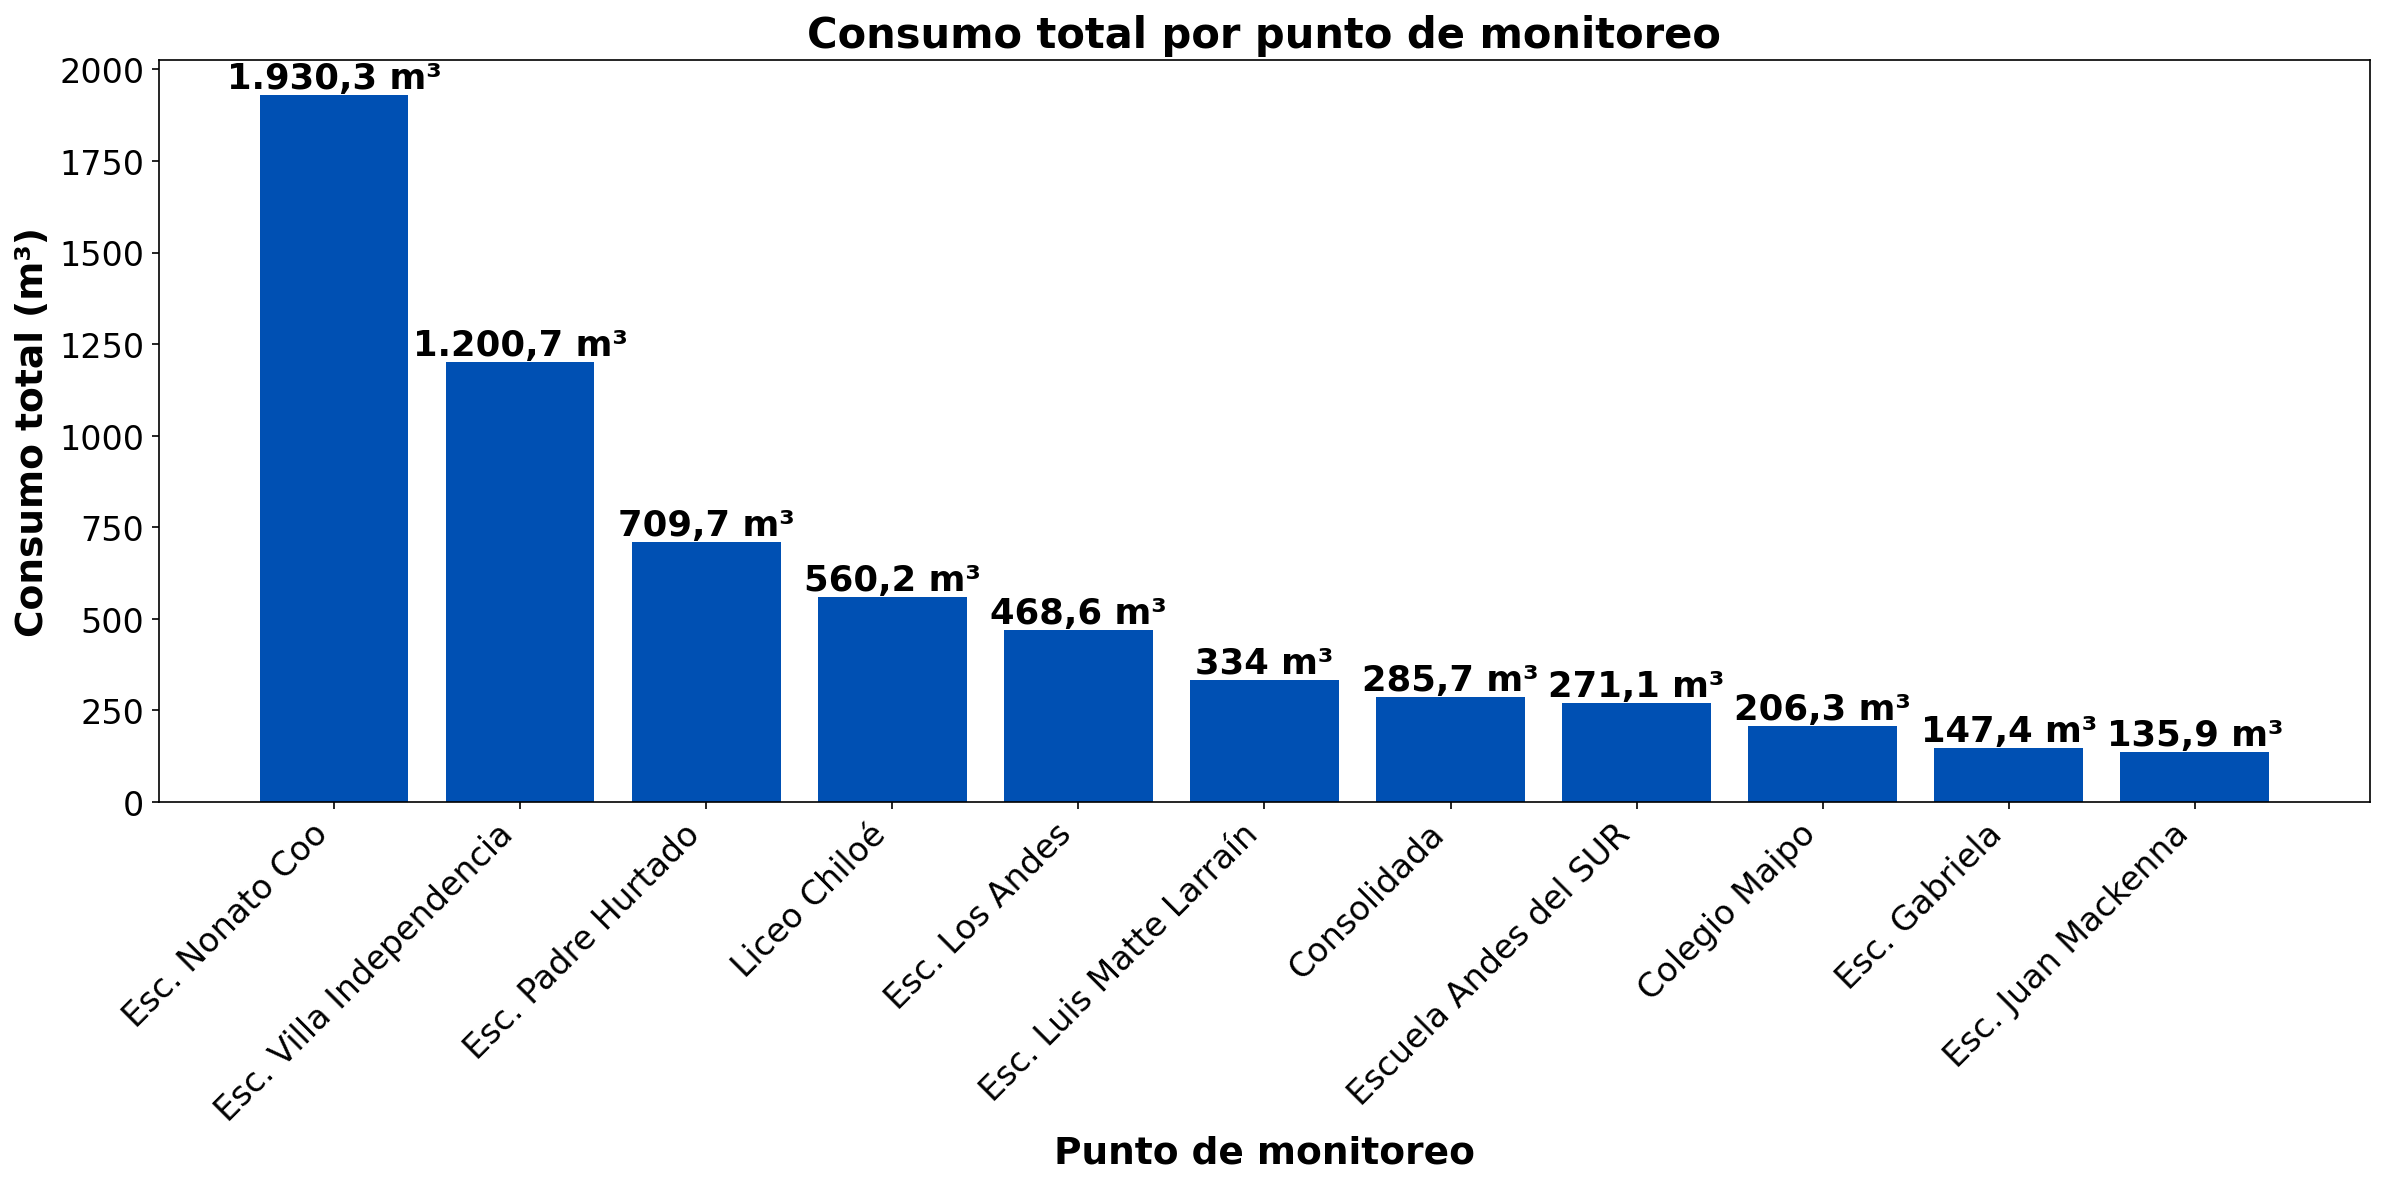 Consumo total por punto de monitoreo
Consumo total (m³)
2000
1750
1500
1250
1000
750
500
250
0
1.930,3 m³
1.200,7 m³
709,7 m³
560,2 m³
468,6 m³
334 m³
285,7 m³
271,1 m³
206,3 m³
147,4 m³
135,9 m³
Esc. Nonato Coo
Esc. Villa Independencia
Esc. Padre Hurtado
Liceo Chiloé
Esc. Los Andes
Esc. Luis Matte Larraín
Consolidada
Escuela Andes del SUR
Colegio Maipo
Esc. Gabriela
Esc. Juan Mackenna
Punto de monitoreo